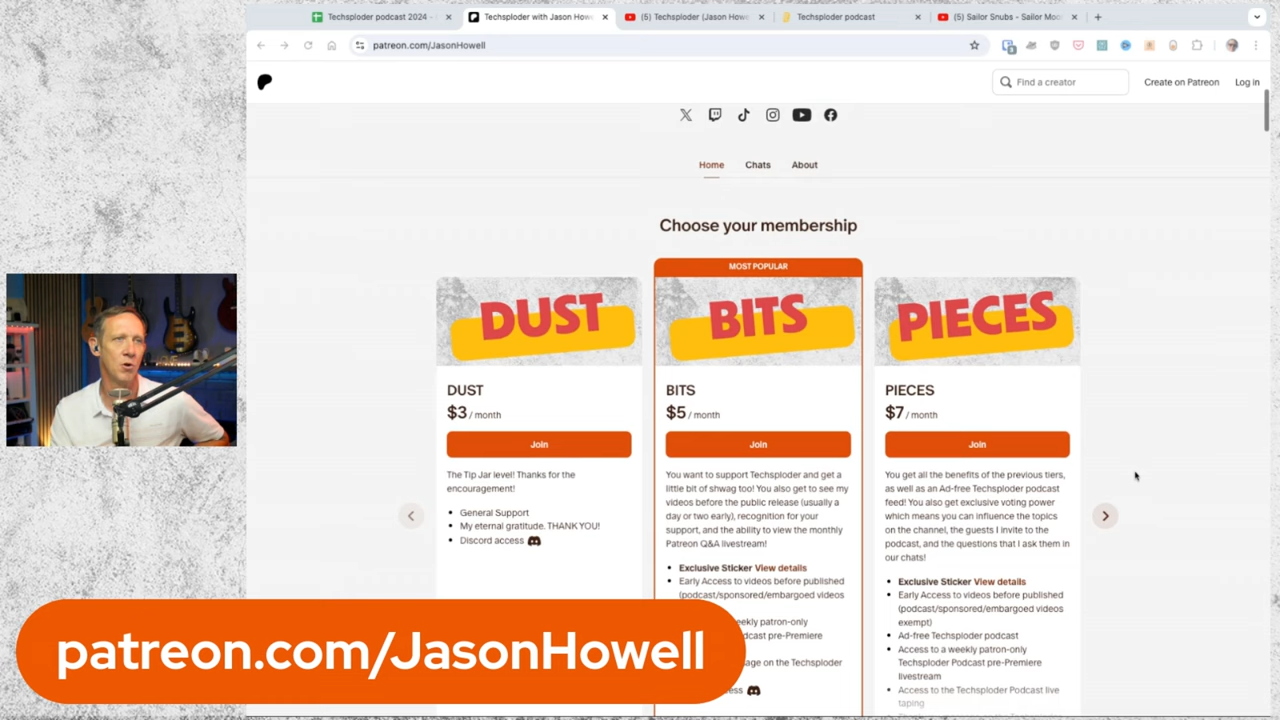 Techsploder podcast 2024 -
Techsploder with Jason Howe
(5) Techsploder (Jason Howe
Techsploder podcast
(5) Sailor Snubs - Sailor Moo
patreon.com/JasonHowell
Find a creator
Create on Patreon
Log in
Home
Chats
About
Choose your membership
MOST POPULAR
DUST
BITS
PIECES
DUST
$3 / month
Join
The Tip Jar level! Thanks for the
encouragement!
• General Support
• My eternal gratitude. THANK YOU!
• Discord access
BITS
$5 / month
Join
You want to support Techsploder and get a
little bit of shwag too! You also get to see my
videos before the public release (usually a
day or two early), recognition for your
support, and the ability to view the monthly
Patreon Q&A livestream!
• Exclusive Sticker View details
• Early Access to videos before published
(podcast/sponsored/embargoed videos
eekly patron-only
dcast pre-Premiere
age on the Techsploder
ess
PIECES
$7 / month
Join
You get all the benefits of the previous tiers,
as well as an Ad-free Techsploder podcast
feed! You also get exclusive voting power
which means you can influence the topics
on the channel, the guests I invite to the
podcast, and the questions that I ask them in
our chats!
• Exclusive Sticker View details
• Early Access to videos before published
(podcast/sponsored/embargoed videos
exempt)
• Ad-free Techsploder podcast
• Access to a weekly patron-only
Techsploder Podcast pre-Premiere
livestream
• Access to the Techsploder Podcast live
taping
patreon.com/JasonHowell